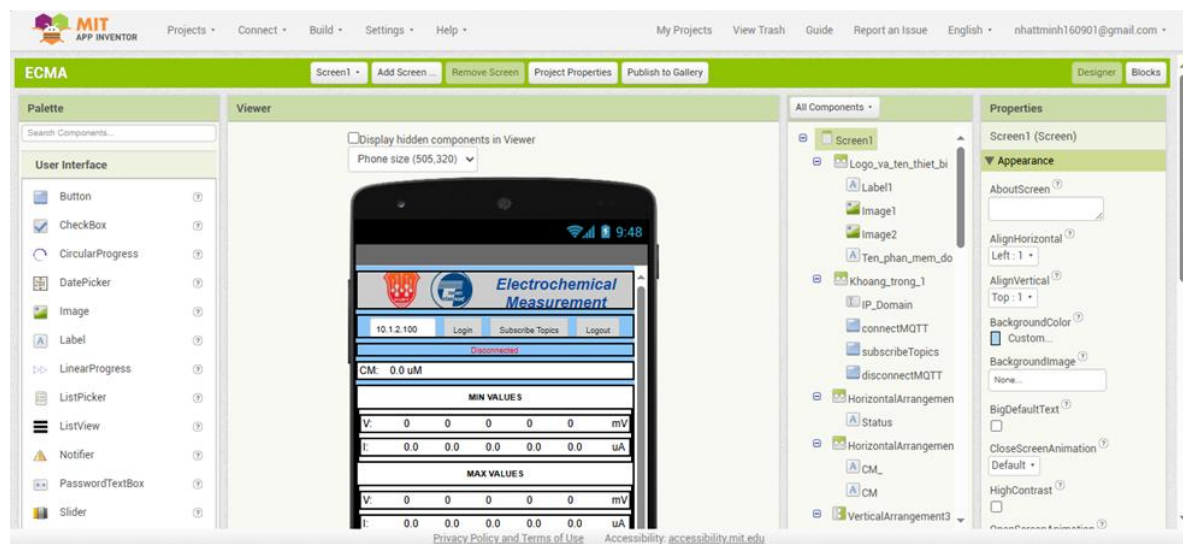 MIT
APP INVENTOR
Projects
Connect
Build
Settings
Help
My Projects
View Trash
Guide
Report an Issue
English
nhattminh160901@gmail.com
ECMA
Screen1
Add Screen ...
Remove Screen
Project Properties
Publish to Gallery
Designer
Blocks
Palette
Search Components...
User Interface
Button
CheckBox
CircularProgress
DatePicker
Image
Label
LinearProgress
ListPicker
ListView
Notifier
PasswordTextBox
Slider
Viewer
Display hidden components in Viewer
Phone size (505,320)
9:48
Electrochemical
Measurement
10.1.2.100 Login Subscribe Topics Logout
Disconnected
CM: 0.0 uM
MIN VALUES
V: 0 0 0 0 0 mV
I: 0.0 0.0 0.0 0.0 0.0 uA
MAX VALUES
V: 0 0 0 0 0 mV
I: 0.0 0.0 0.0 0.0 0.0 uA
All Components
Screen1
Logo_va_ten_thiet_bi
Label1
Image1
Image2
Ten_phan_mem_do
Khoang_trong_1
IP_Domain
connectMQTT
subscribeTopics
disconnectMQTT
HorizontalArrangemen
Status
HorizontalArrangemen
CM_
CM
VerticalArrangement3
Properties
Screen1 (Screen)
Appearance
AboutScreen
AlignHorizontal
Left : 1
AlignVertical
Top : 1
BackgroundColor
Custom...
BackgroundImage
None...
BigDefaultText
CloseScreenAnimation
Default
HighContrast
OpenScreenAnimation
Privacy Policy and Terms of Use Accessibility: accessibility.mit.edu